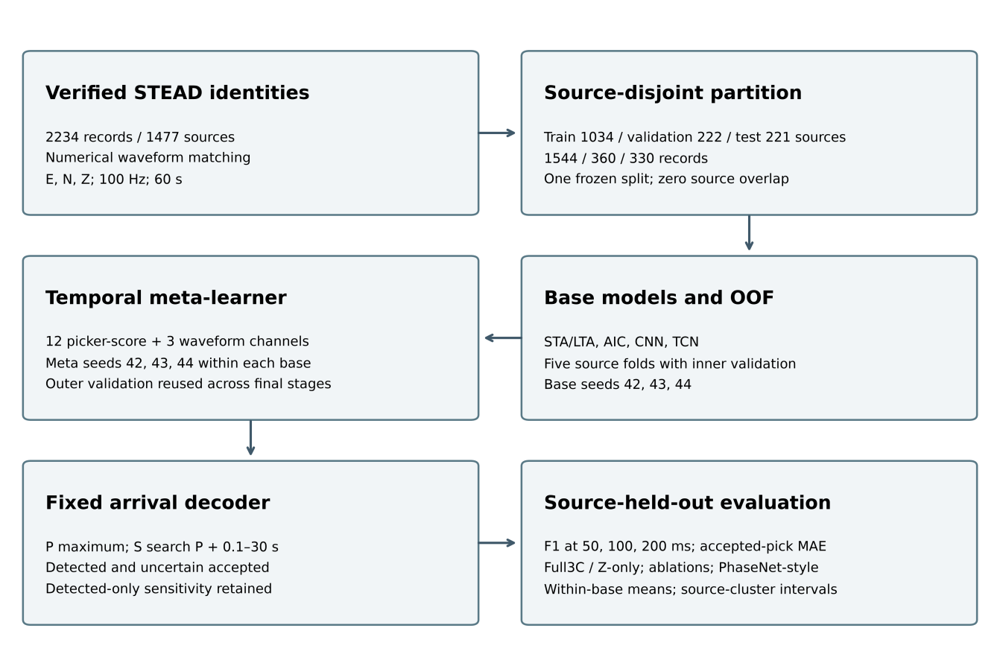 Verified STEAD identities
2234 records / 1477 sources
Numerical waveform matching
E, N, Z; 100 Hz; 60 s
Source-disjoint partition
Train 1034 / validation 222 / test 221 sources
1544 / 360 / 330 records
One frozen split; zero source overlap
Temporal meta-learner
12 picker-score + 3 waveform channels
Meta seeds 42, 43, 44 within each base
Outer validation reused across final stages
Base models and OOF
STA/LTA, AIC, CNN, TCN
Five source folds with inner validation
Base seeds 42, 43, 44
Fixed arrival decoder
P maximum; S search P + 0.1–30 s
Detected and uncertain accepted
Detected-only sensitivity retained
Source-held-out evaluation
F1 at 50, 100, 200 ms; accepted-pick MAE
Full3C / Z-only; ablations; PhaseNet-style
Within-base means; source-cluster intervals